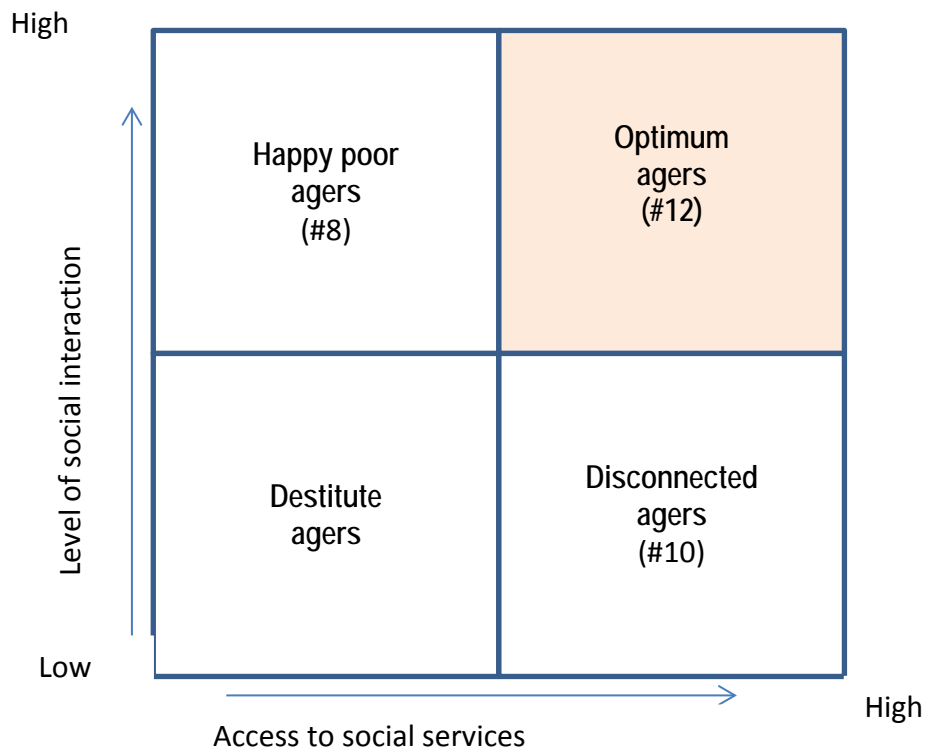 High
Happy poor
agers
(#8)
Optimum
agers
(#12)
Level of social interaction
Destitute
agers
Disconnected
agers
(#10)
Low
High
Access to social services